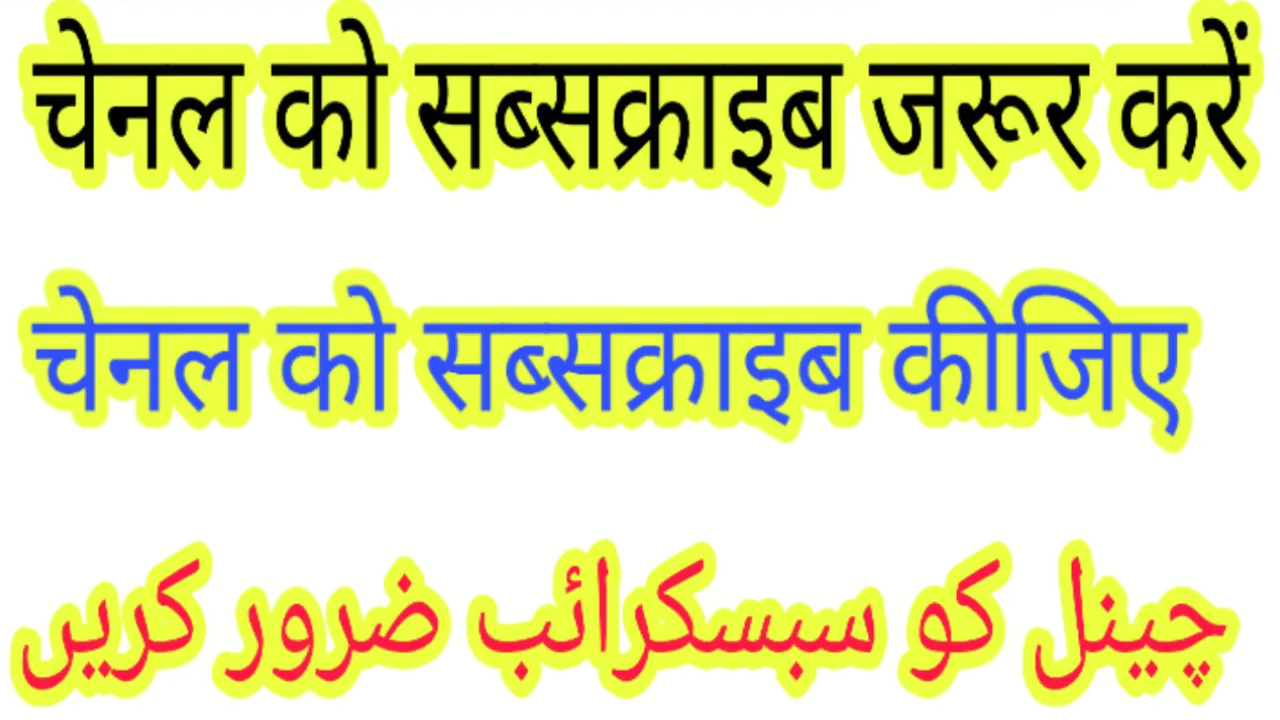 चेनल को सब्सक्राइब जरूर करें
चेनल को सब्सक्राइब कीजिए
چینل کو سبسکرائب ضرور کریں